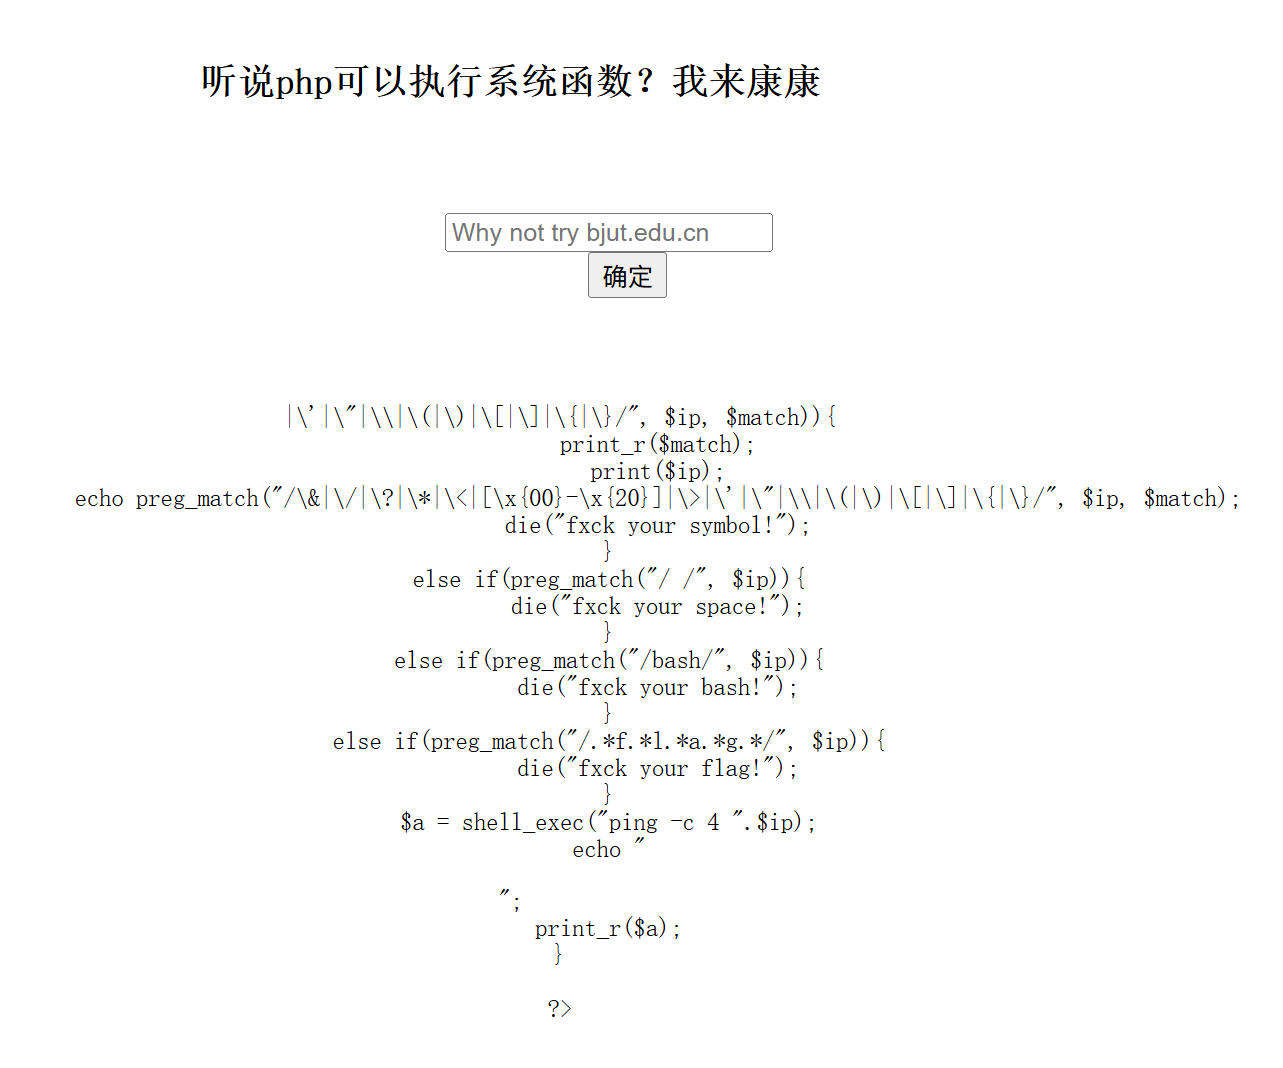 听说php可以执行系统函数？我来康康
Why not try bjut.edu.cn
确定
|\'|\"|\\|\(|\)|\[|\]|\{|\}/", $ip, $match)){
print_r($match);
print($ip);
echo preg_match("/\&|\/|\?|\*|\<|[\x{00}-\x{20}]|\>|\'|\"|\\|\(|\)|\[|\]|\{|\}/", $ip, $match);
die("fxck your symbol!");
}
else if(preg_match("/ /", $ip)){
die("fxck your space!");
}
else if(preg_match("/bash/", $ip)){
die("fxck your bash!");
}
else if(preg_match("/.*f.*l.*a.*g.*/", $ip)){
die("fxck your flag!");
}
$a = shell_exec("ping -c 4 ".$ip);
echo "
";
print_r($a);
}
?>